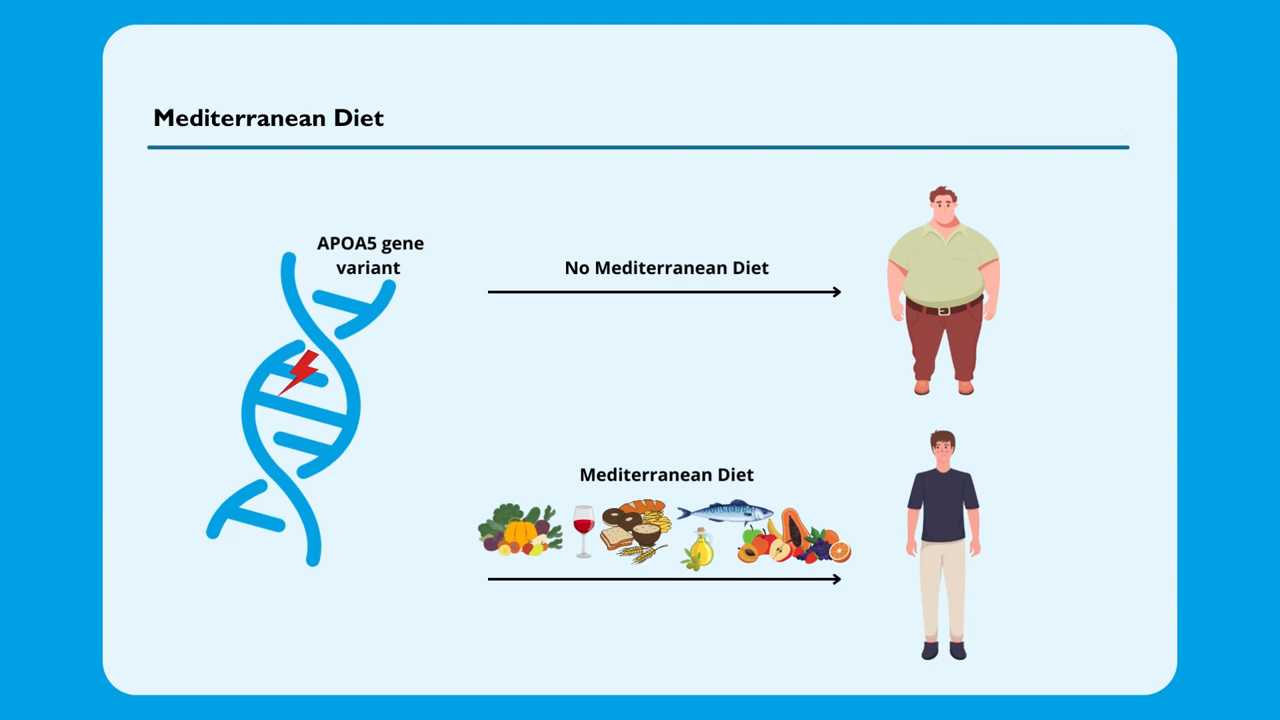 Mediterranean Diet
APOA5 gene
variant
No Mediterranean Diet
Mediterranean Diet